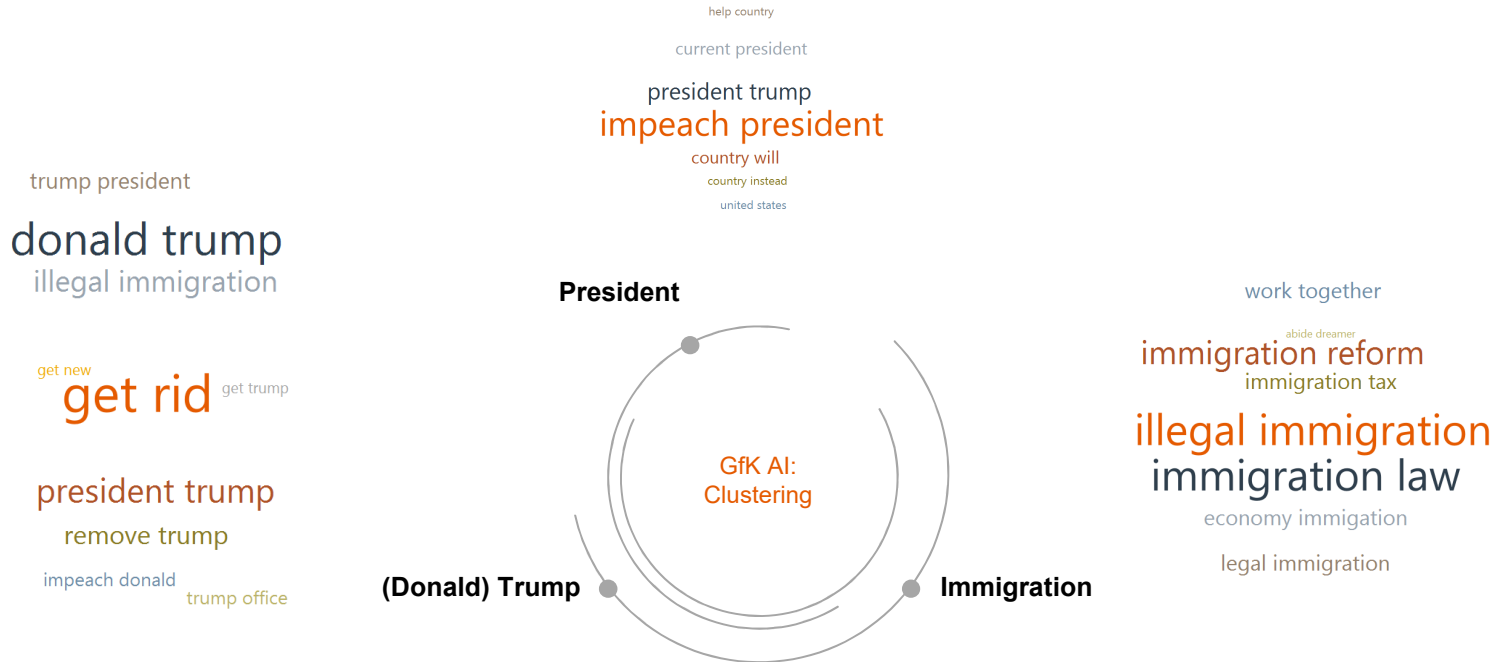 help country
current president
president trump
impeach president
country will
country instead
united states
trump president
donald trump
illegal immigration
get new
get rid
get trump
president trump
remove trump
impeach donald
trump office
President
GfK AI:
Clustering
(Donald) Trump
Immigration
work together
abide dreamer
immigration reform
immigration tax
illegal immigration
immigration law
economy immigation
legal immigration